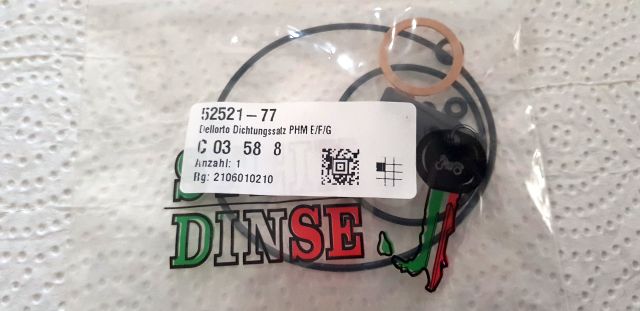 52521-77
Dellorto Dichtungssatz PHM E/F/G
C 03 58 8
Anzahl: 1
Rg: 2106010210
DINSE